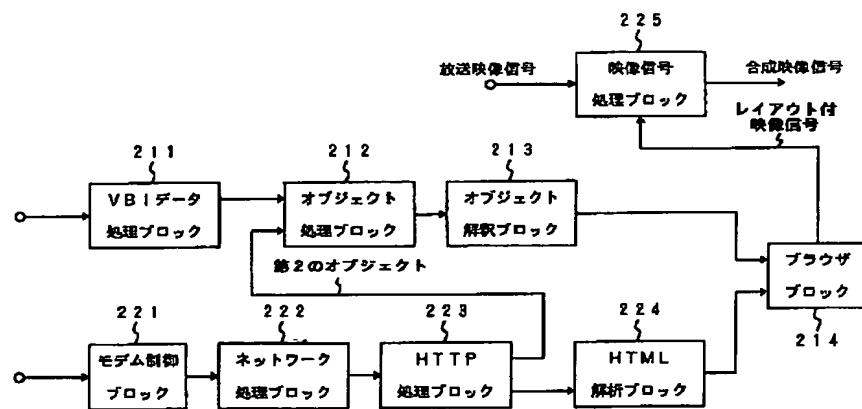 225
放送映像信号
映像信号
処理ブロック
合成映像信号
レイアウト付
映像信号
211
VBIデータ
処理ブロック
212
オブジェクト
処理ブロック
213
オブジェクト
解釈ブロック
第2のオブジェクト
ブラウザ
ブロック
214
221
モデム制御
ブロック
222
ネットワーク
処理ブロック
223
HTTP
処理ブロック
224
HTML
解析ブロック